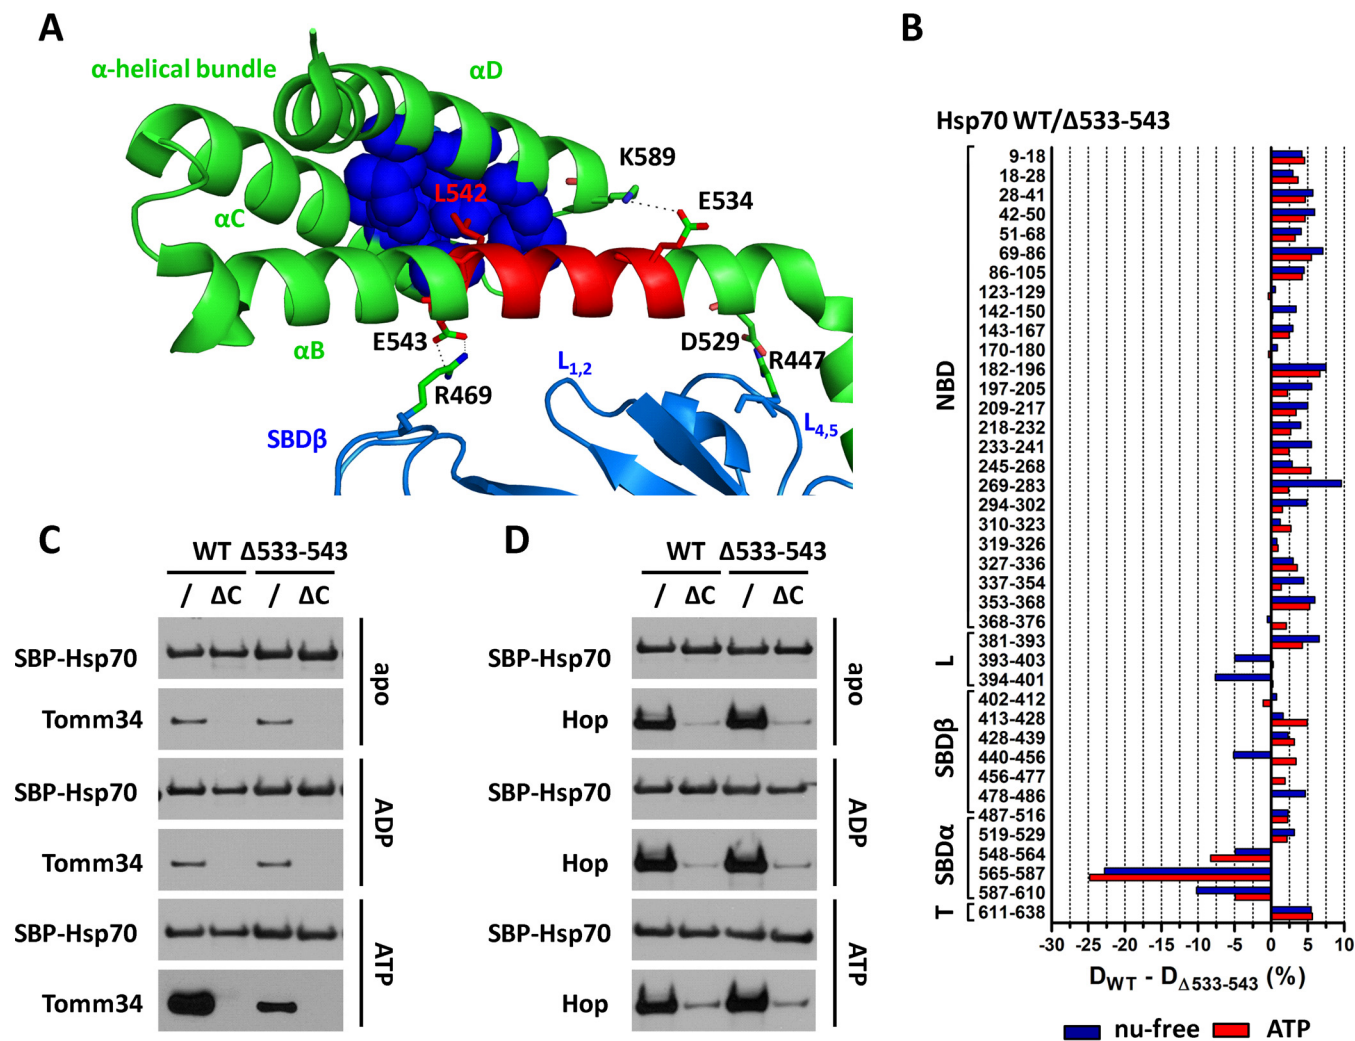 A
α-helical bundle
αD
K589
L542
E534
αC
αB
E543
D529
L1,2
R447
R469
L4,5
SBDβ
B
Hsp70 WT/Δ533-543
NBD
9-18
18-28
28-41
42-50
51-68
69-86
86-105
123-129
142-150
143-167
170-180
182-196
197-205
209-217
218-232
233-241
245-268
269-283
294-302
310-323
319-326
327-336
337-354
353-368
368-376
L
381-393
393-403
394-401
SBDβ
402-412
413-428
428-439
440-456
456-477
478-486
SBDα
487-516
519-529
548-564
565-587
587-610
T
611-638
-30 -25 -20 -15 -10 -5 0 5 10
DWT - DΔ533-543 (%)
nu-free ATP
C
WT Δ533-543
/ ΔC / ΔC
SBP-Hsp70
Tomm34
apo
SBP-Hsp70
Tomm34
ADP
SBP-Hsp70
Tomm34
ATP
D
WT Δ533-543
/ ΔC / ΔC
SBP-Hsp70
Hop
apo
SBP-Hsp70
Hop
ADP
SBP-Hsp70
Hop
ATP